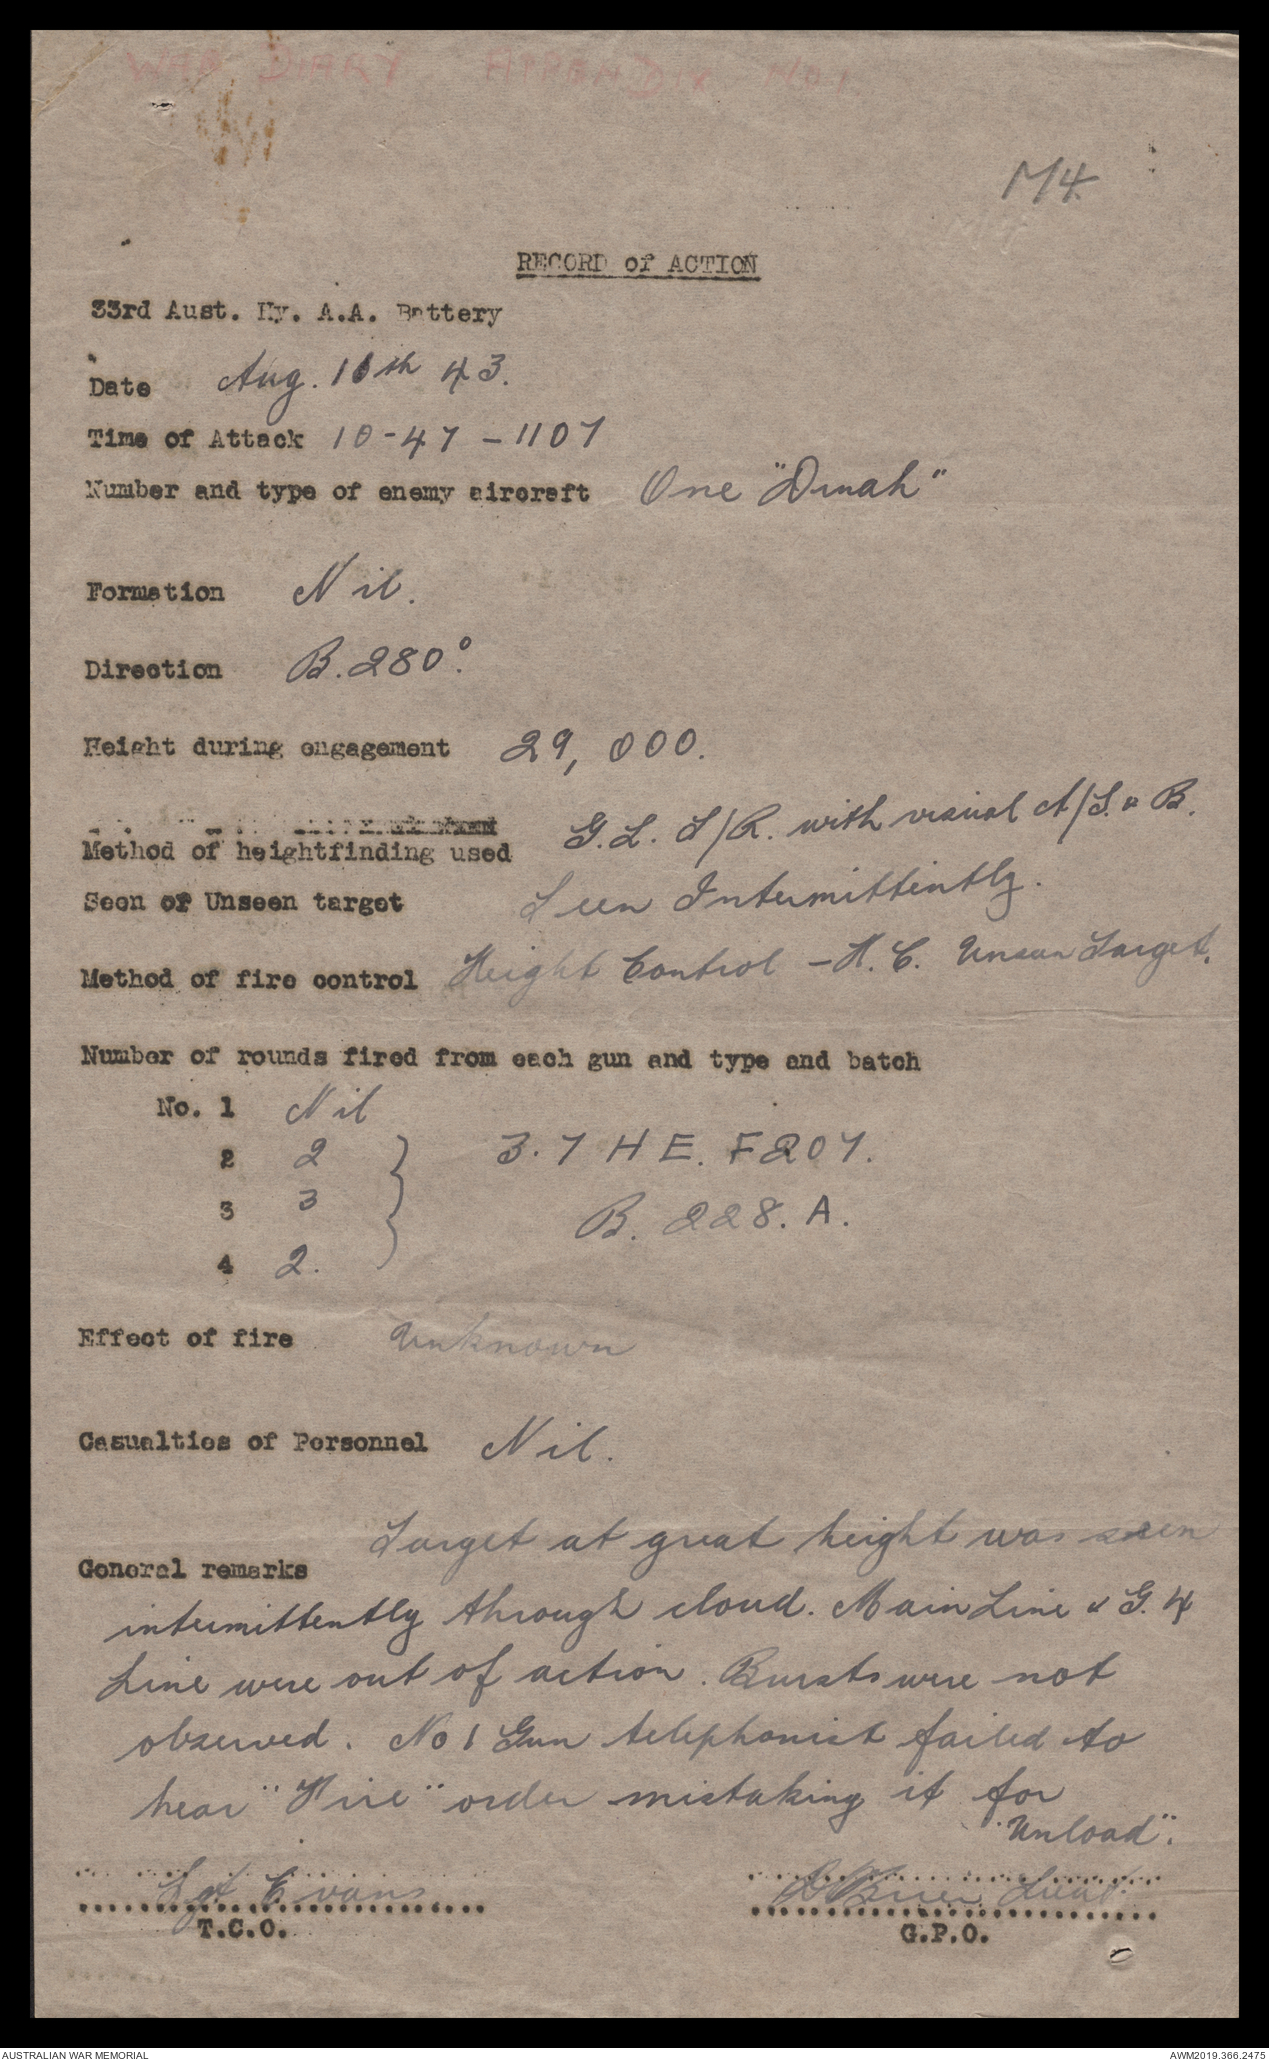 WAR DIARY APPENDIX NO 1
M4
RECORD of ACTION
33rd Aust. Hy. A.A. Battery
Date Aug. 16th 43.
Time of Attack 10-47 - 1107
Number and type of enemy aircraft One "Dinah"
Formation Nil.
Direction B. 280°.
Height during engagement 29,000.
Method of heightfinding used G.L. S/R. with visual A/S. & B.
Seen or Unseen target Seen Intermittently.
Method of fire control Height Control - H.C. Unseen Target.
Number of rounds fired from each gun and type and batch
No. 1 Nil
2 2 3.7 HE. F207.
3 3 B. 228. A.
4 2.
Effect of fire Unknown
Casualties of Personnel Nil.
General remarks Target at great height was seen
intermittently through cloud. Main Line & G. 4
Line were out of action. Bursts were not
observed. No 1 Gun telephonist failed to
hear "Fire" order mistaking it for
"Unload".
Sgt Evans Lieut.
T.C.O. G.P.O.
AUSTRALIAN WAR MEMORIAL AWM2019.366.2475